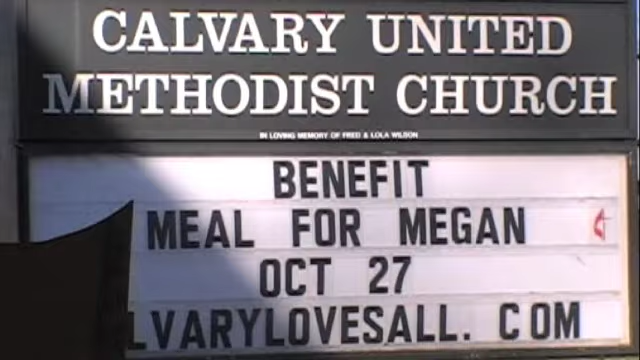 CALVARY UNITED
METHODIST CHURCH
IN LOVING MEMORY OF FRED & LOLA WILSON
BENEFIT
MEAL FOR MEGAN
OCT 27
LVARYLOVESALL. COM